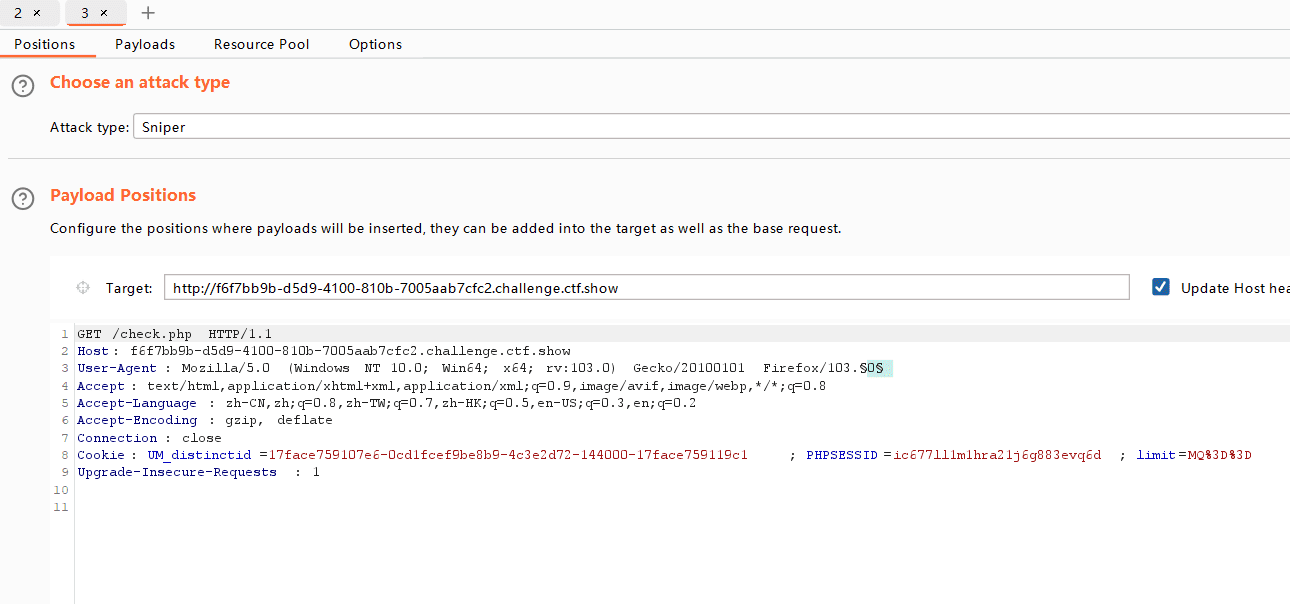 2 × 3 × +
Positions Payloads Resource Pool Options
? Choose an attack type
Attack type: Sniper
? Payload Positions
Configure the positions where payloads will be inserted, they can be added into the target as well as the base request.
Target: http://f6f7bb9b-d5d9-4100-810b-7005aab7cfc2.challenge.ctf.show Update Host hea
1 GET /check.php HTTP/1.1
2 Host: f6f7bb9b-d5d9-4100-810b-7005aab7cfc2.challenge.ctf.show
3 User-Agent: Mozilla/5.0 (Windows NT 10.0; Win64; x64; rv:103.0) Gecko/20100101 Firefox/103.§0§
4 Accept: text/html,application/xhtml+xml,application/xml;q=0.9,image/avif,image/webp,*/*;q=0.8
5 Accept-Language: zh-CN,zh;q=0.8,zh-TW;q=0.7,zh-HK;q=0.5,en-US;q=0.3,en;q=0.2
6 Accept-Encoding: gzip, deflate
7 Connection: close
8 Cookie: UM_distinctid=17face759107e6-0cd1fcef9be8b9-4c3e2d72-144000-17face759119c1; PHPSESSID=ic677ll1m1hra21j6g883evq6d; limit=MQ%3D%3D
9 Upgrade-Insecure-Requests: 1
10
11